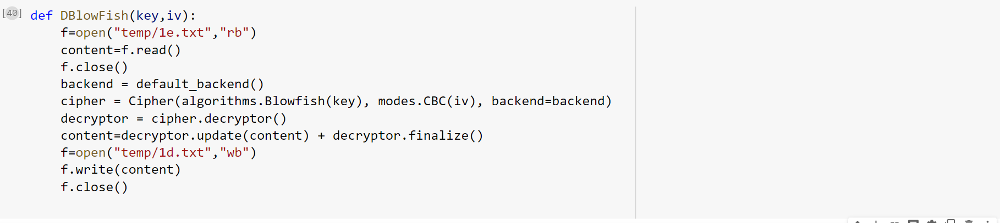 [40] def DBlowFish(key,iv):
    f=open("temp/1e.txt","rb")
    content=f.read()
    f.close()
    backend = default_backend()
    cipher = Cipher(algorithms.Blowfish(key), modes.CBC(iv), backend=backend)
    decryptor = cipher.decryptor()
    content=decryptor.update(content) + decryptor.finalize()
    f=open("temp/1d.txt","wb")
    f.write(content)
    f.close()